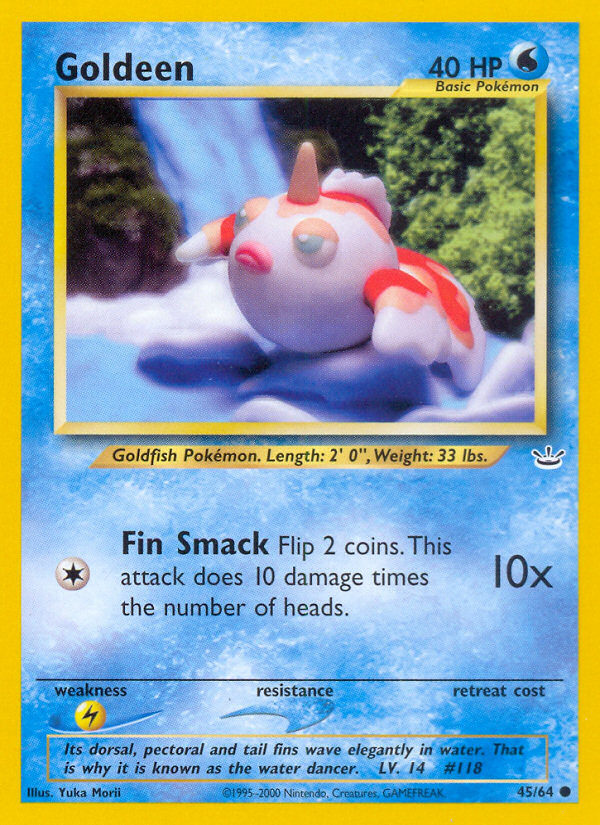 Goldeen
40 HP
Basic Pokémon
Goldfish Pokémon. Length: 2' 0", Weight: 33 lbs.
Fin Smack Flip 2 coins. This
attack does 10 damage times
the number of heads.
10x
weakness resistance retreat cost
Its dorsal, pectoral and tail fins wave elegantly in water. That
is why it is known as the water dancer. LV. 14 #118
Illus. Yuka Morii ©1995-2000 Nintendo, Creatures, GAMEFREAK. 45/64